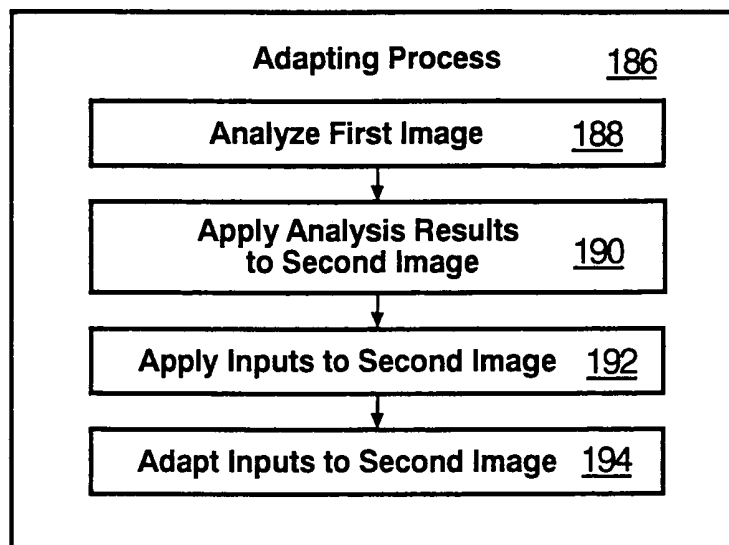 Adapting Process 186
Analyze First Image 188
Apply Analysis Results
to Second Image 190
Apply Inputs to Second Image 192
Adapt Inputs to Second Image 194